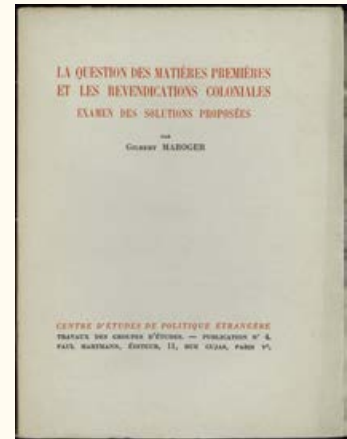 LA QUESTION DES MATIÈRES PREMIÈRES
ET LES REVENDICATIONS COLONIALES
EXAMEN DES SOLUTIONS PROPOSÉES
PAR
GILBERT MAROGER
CENTRE D'ÉTUDES DE POLITIQUE ÉTRANGÈRE
TRAVAUX DES GROUPES D'ÉTUDES. — PUBLICATION N° 4.
PAUL HARTMANN, ÉDITEUR, 11, RUE CUJAS, PARIS Vᵉ.